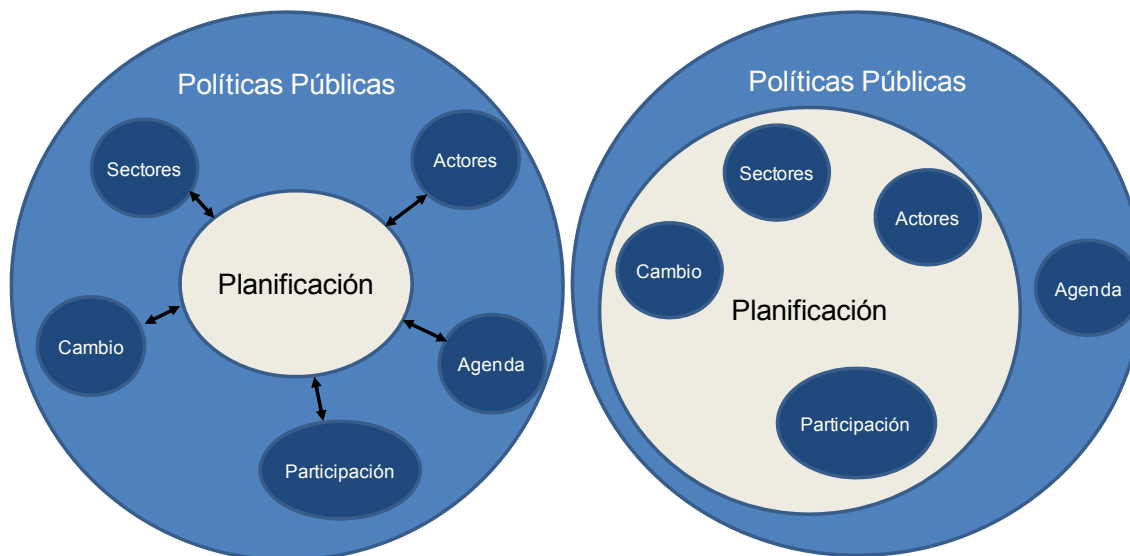 Políticas Públicas
Sectores
Actores
Planificación
Cambio
Agenda
Participación
Políticas Públicas
Sectores
Actores
Cambio
Agenda
Planificación
Participación